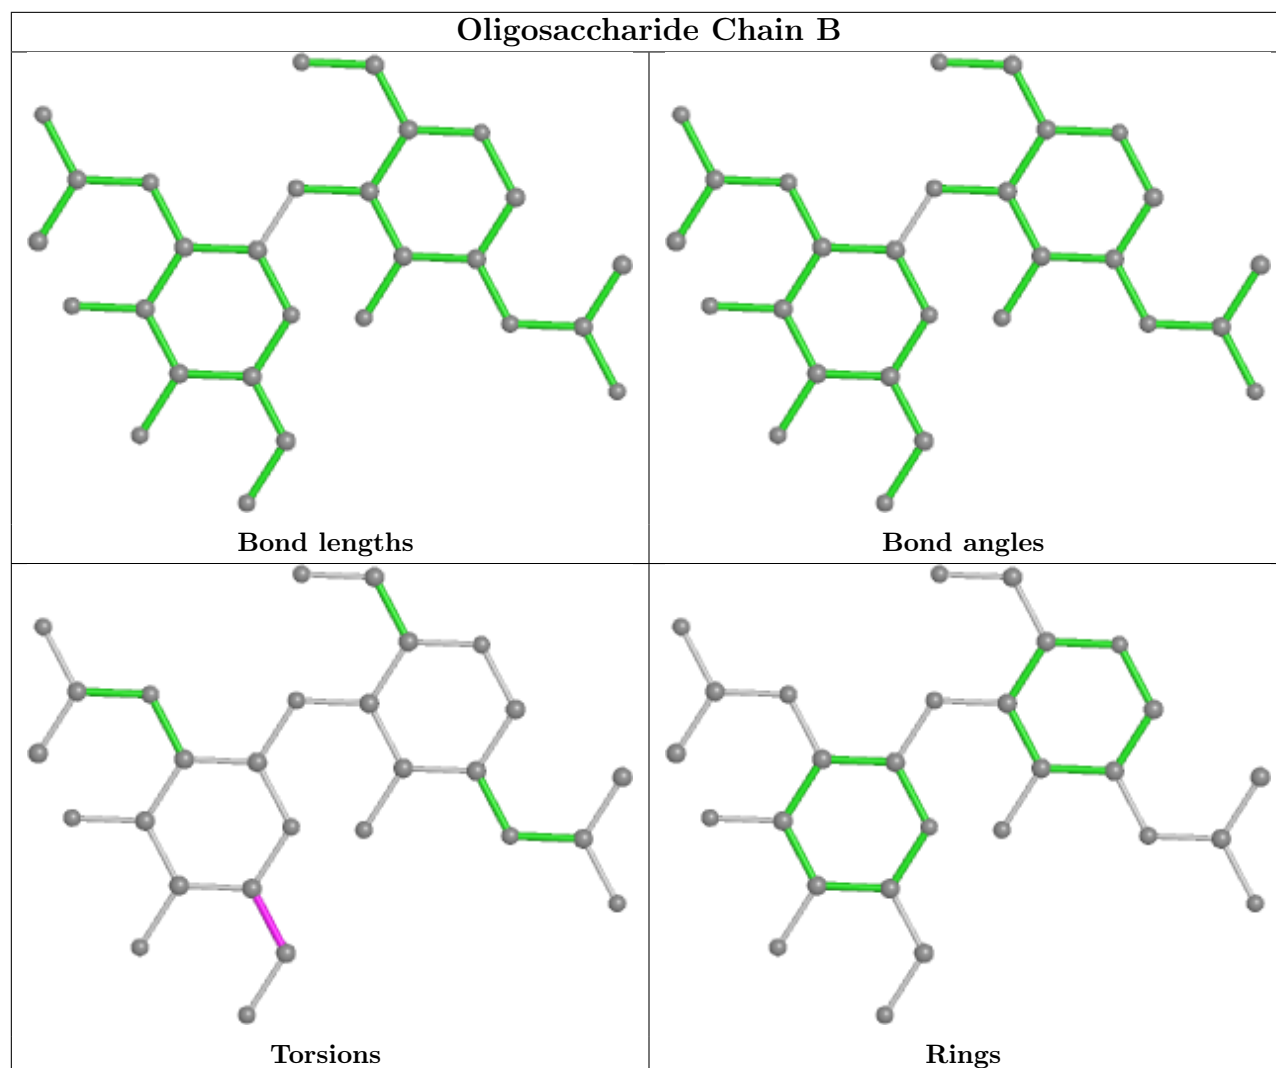 Oligosaccharide Chain B
Bond lengths
Bond angles
Torsions
Rings